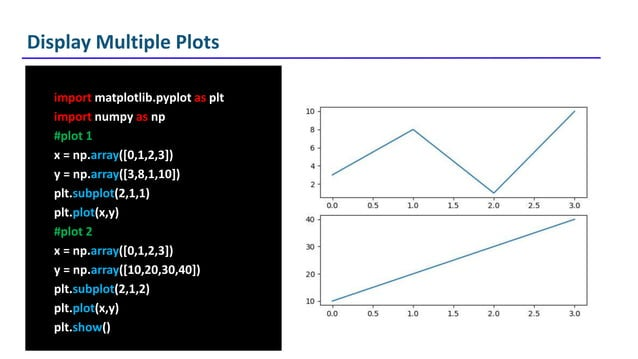 Display Multiple Plots
import matplotlib.pyplot as plt
import numpy as np
#plot 1
x = np.array([0,1,2,3])
y = np.array([3,8,1,10])
plt.subplot(2,1,1)
plt.plot(x,y)
#plot 2
x = np.array([0,1,2,3])
y = np.array([10,20,30,40])
plt.subplot(2,1,2)
plt.plot(x,y)
plt.show()
10
8
6
4
2
0.0 0.5 1.0 1.5 2.0 2.5 3.0
40
30
20
10
0.0 0.5 1.0 1.5 2.0 2.5 3.0